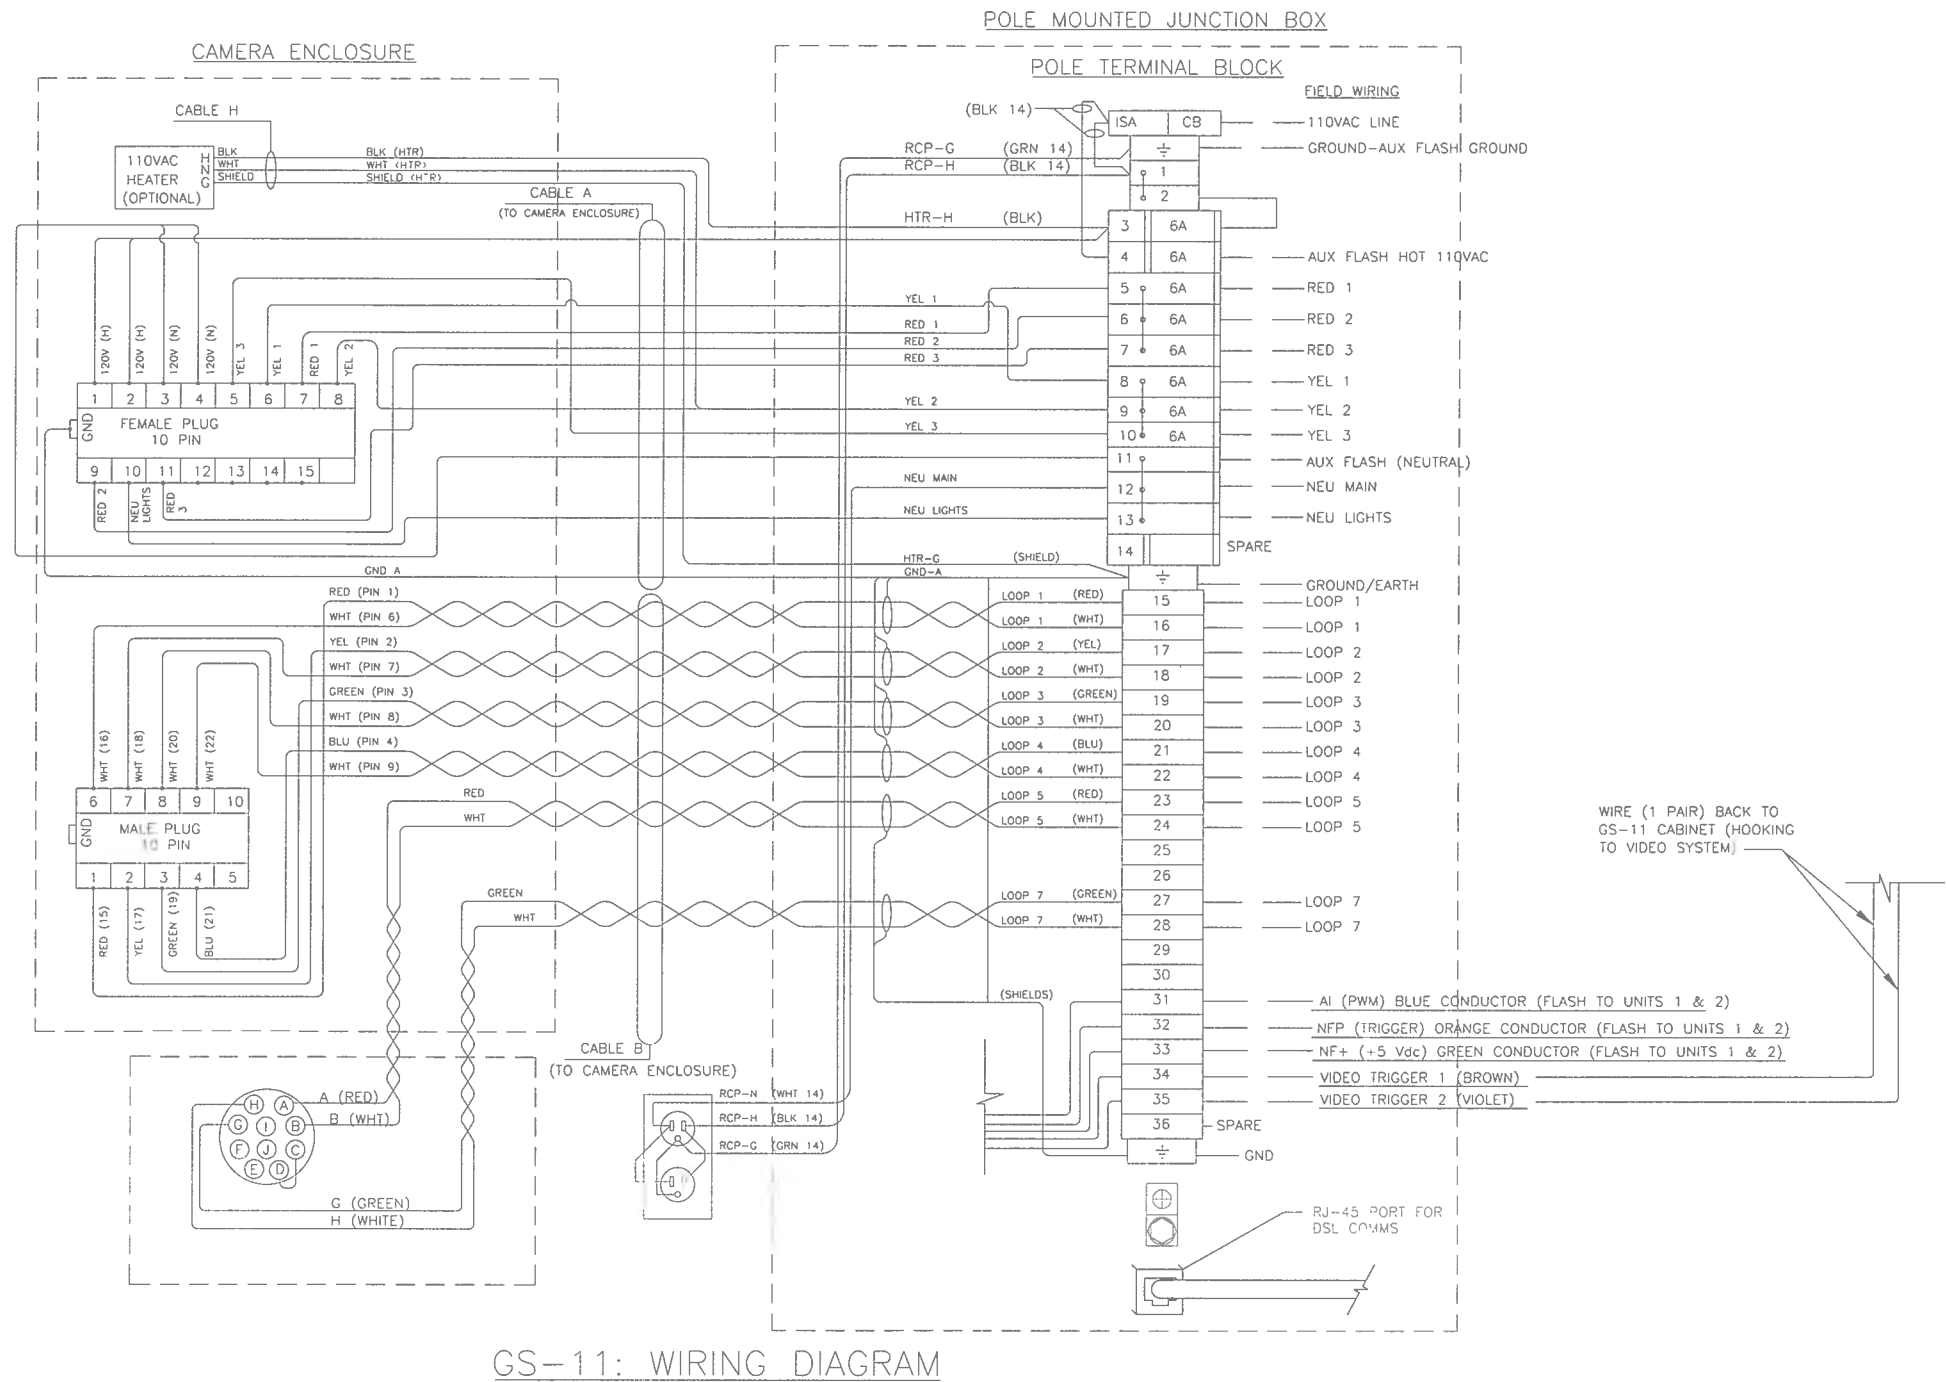 POLE MOUNTED JUNCTION BOX
CAMERA ENCLOSURE
POLE TERMINAL BLOCK
FIELD WIRING
CABLE H
(BLK 14)
ISA
CB
110VAC LINE
110VAC
HEATER
(OPTIONAL)
H
N
G
BLK
WHT
SHIELD
BLK (HTR)
WHT (HTR)
SHIELD (HTR)
RCP-G (GRN 14)
RCP-H (BLK 14)
GROUND-AUX FLASH GROUND
1
2
CABLE A
(TO CAMERA ENCLOSURE)
HTR-H (BLK)
3 6A
4 6A AUX FLASH HOT 110VAC
5 6A RED 1
6 6A RED 2
7 6A RED 3
8 6A YEL 1
9 6A YEL 2
10 6A YEL 3
11 AUX FLASH (NEUTRAL)
12 NEU MAIN
13 NEU LIGHTS
14 SPARE
GROUND/EARTH
YEL 1
RED 1
RED 2
RED 3
YEL 2
YEL 3
NEU MAIN
NEU LIGHTS
HTR-G (SHIELD)
GND-A
GND A
120V (H)
120V (H)
120V (N)
120V (N)
YEL 3
YEL 1
RED 1
YEL 2
1 2 3 4 5 6 7 8
GND
FEMALE PLUG
10 PIN
9 10 11 12 13 14 15
RED 2
NEU
LIGHTS
RED
3
RED (PIN 1)
WHT (PIN 6)
YEL (PIN 2)
WHT (PIN 7)
GREEN (PIN 3)
WHT (PIN 8)
BLU (PIN 4)
WHT (PIN 9)
RED
WHT
GREEN
WHT
LOOP 1 (RED) 15 LOOP 1
LOOP 1 (WHT) 16 LOOP 1
LOOP 2 (YEL) 17 LOOP 2
LOOP 2 (WHT) 18 LOOP 2
LOOP 3 (GREEN) 19 LOOP 3
LOOP 3 (WHT) 20 LOOP 3
LOOP 4 (BLU) 21 LOOP 4
LOOP 4 (WHT) 22 LOOP 4
LOOP 5 (RED) 23 LOOP 5
LOOP 5 (WHT) 24 LOOP 5
25
26
LOOP 7 (GREEN) 27 LOOP 7
LOOP 7 (WHT) 28 LOOP 7
29
30
(SHIELDS)
31 AI (PWM) BLUE CONDUCTOR (FLASH TO UNITS 1 & 2)
32 NFP (TRIGGER) ORANGE CONDUCTOR (FLASH TO UNITS 1 & 2)
33 NF+ (+5 Vdc) GREEN CONDUCTOR (FLASH TO UNITS 1 & 2)
34 VIDEO TRIGGER 1 (BROWN)
35 VIDEO TRIGGER 2 (VIOLET)
36 SPARE
GND
WIRE (1 PAIR) BACK TO
GS-11 CABINET (HOOKING
TO VIDEO SYSTEM)
WHT (16)
WHT (18)
WHT (20)
WHT (22)
6 7 8 9 10
GND
MALE PLUG
10 PIN
1 2 3 4 5
RED (15)
YEL (17)
GREEN (19)
BLU (21)
CABLE B
(TO CAMERA ENCLOSURE)
RCP-N (WHT 14)
RCP-H (BLK 14)
RCP-G (GRN 14)
H A
G I B
F J C
E D
A (RED)
B (WHT)
G (GREEN)
H (WHITE)
RJ-45 PORT FOR
DSL COMMS
GS-11: WIRING DIAGRAM